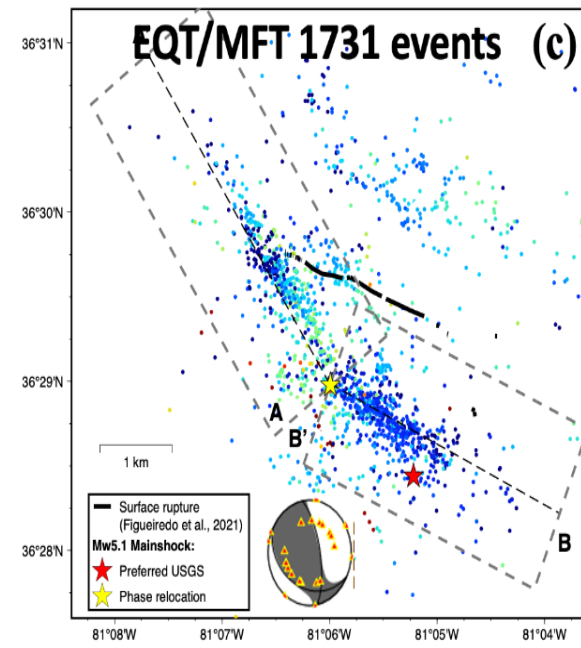 EQT/MFT 1731 events (c)
36°31'N
36°30'N
36°29'N
A
B'
1 km
B
Surface rupture
(Figueiredo et al., 2021)
Mw5.1 Mainshock:
Preferred USGS
Phase relocation
36°28'N
81°08'W 81°07'W 81°06'W 81°05'W 81°04'W